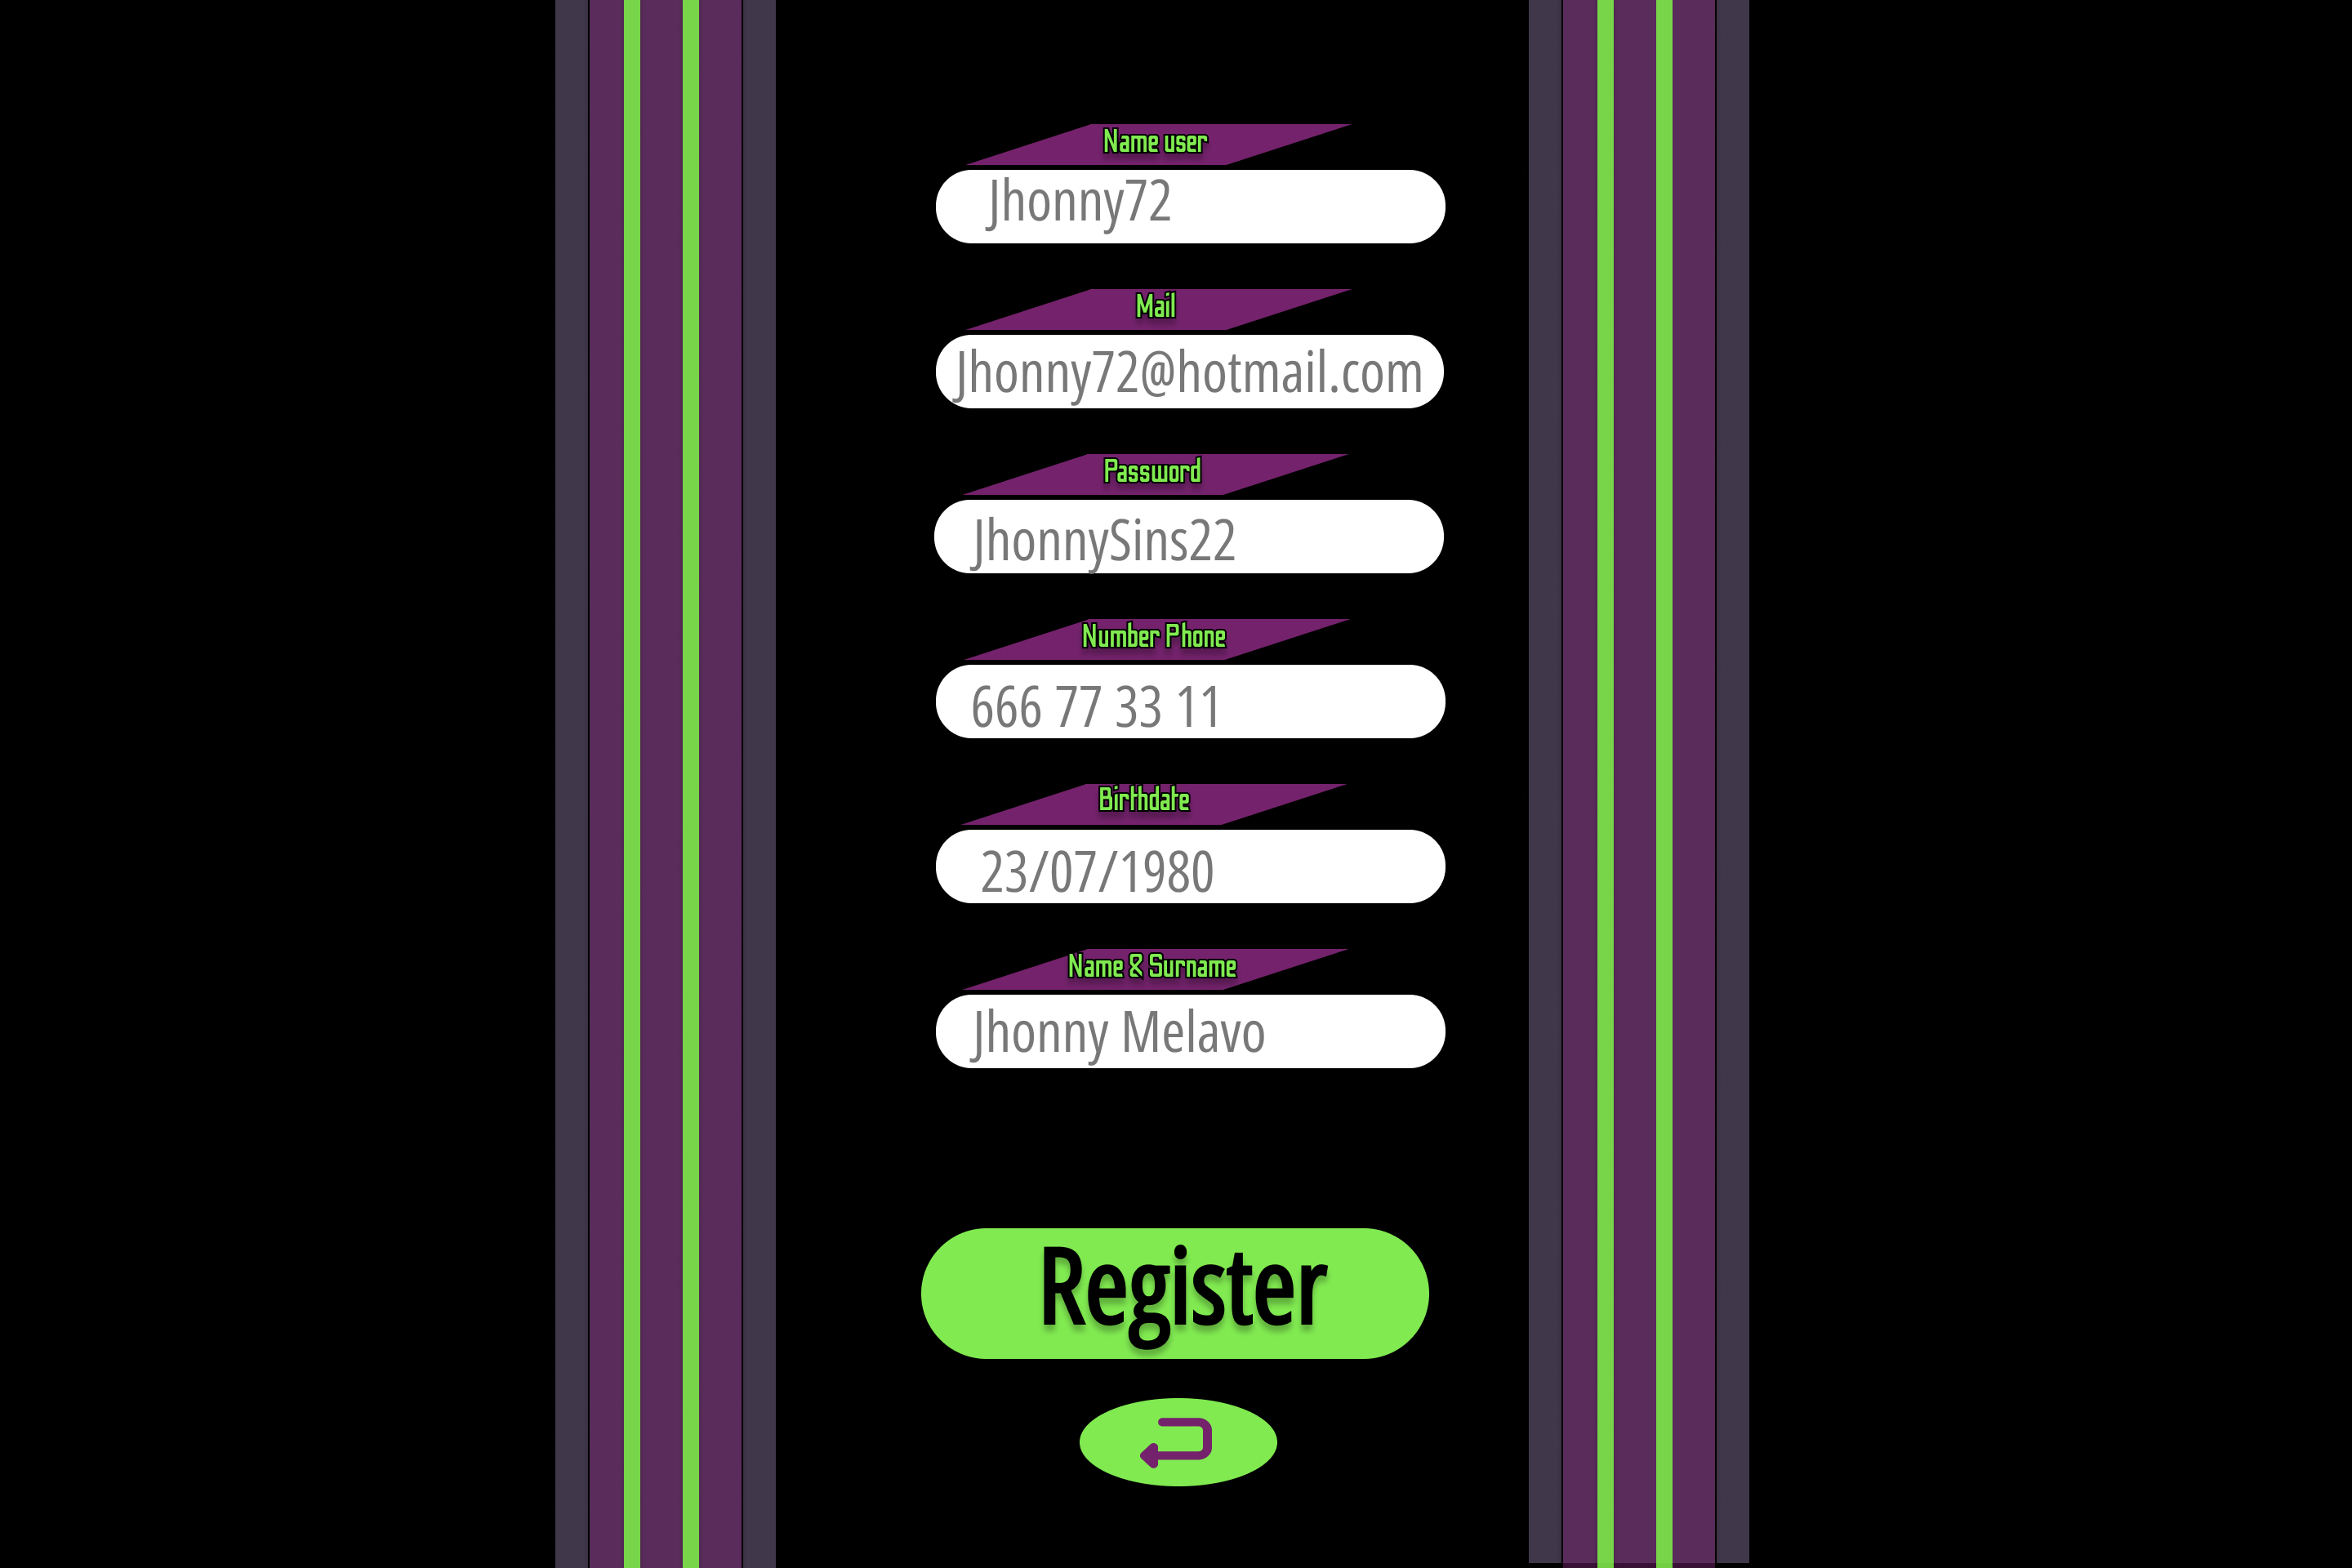 Name user
Jhonny72
Mail
Jhonny72@hotmail.com
Password
JhonnySins22
Number Phone
666 77 33 11
Birthdate
23/07/1980
Name & Surname
Jhonny Melavo
Register